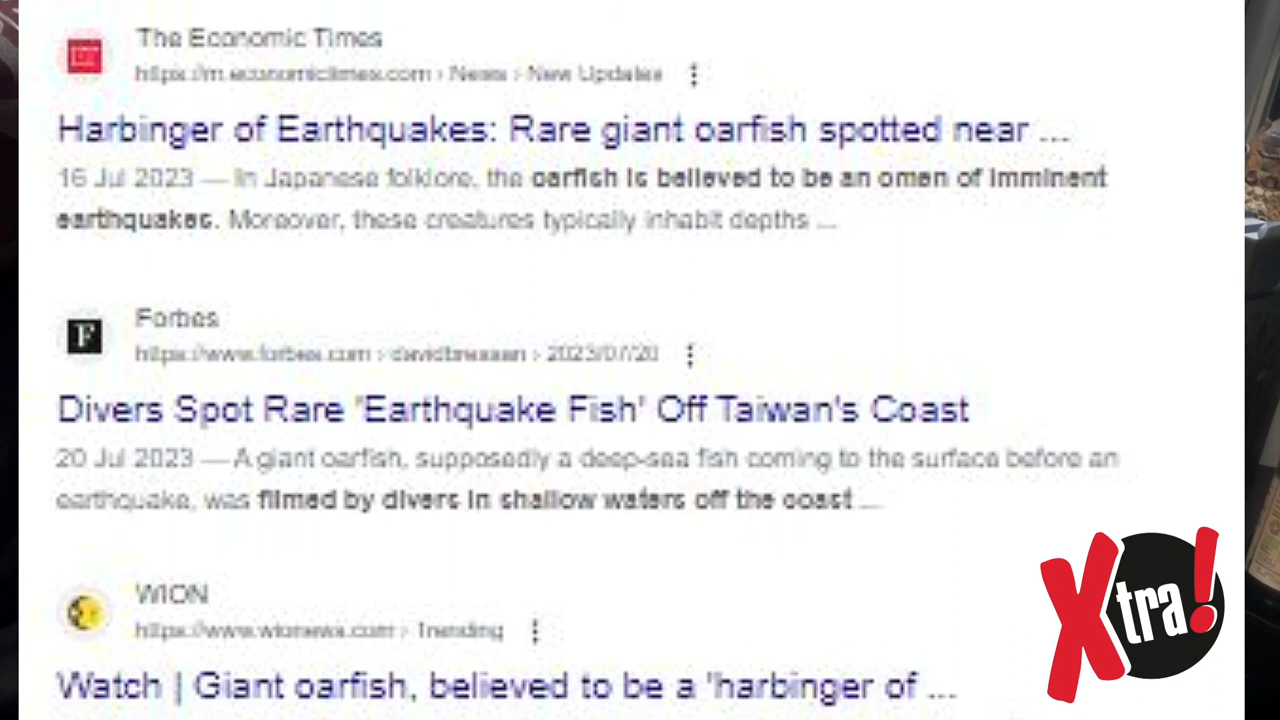 The Economic Times
https://m.economictimes.com › News › New Updates
Harbinger of Earthquakes: Rare giant oarfish spotted near ...
16 Jul 2023 — In Japanese folklore, the oarfish is believed to be an omen of imminent
earthquakes. Moreover, these creatures typically inhabit depths ...
Forbes
https://www.forbes.com › davidbressan › 2023/07/20
Divers Spot Rare 'Earthquake Fish' Off Taiwan's Coast
20 Jul 2023 — A giant oarfish, supposedly a deep-sea fish coming to the surface before an
earthquake, was filmed by divers in shallow waters off the coast ...
WION
https://www.wionews.com › Trending
Watch | Giant oarfish, believed to be a 'harbinger of ...
Xtra!